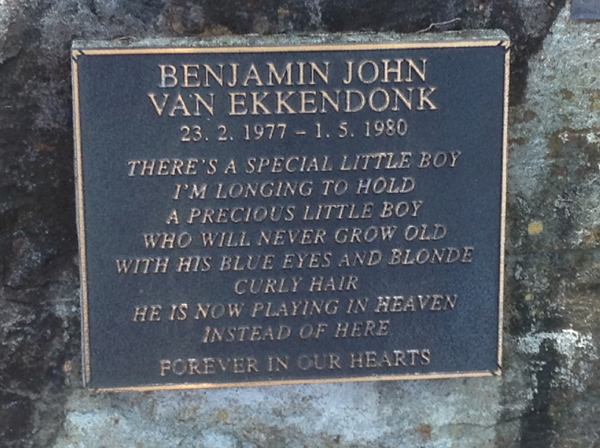 BENJAMIN JOHN
VAN EKKENDONK
23. 2. 1977 – 1. 5. 1980
THERE'S A SPECIAL LITTLE BOY
I'M LONGING TO HOLD
A PRECIOUS LITTLE BOY
WHO WILL NEVER GROW OLD
WITH HIS BLUE EYES AND BLONDE
CURLY HAIR
HE IS NOW PLAYING IN HEAVEN
INSTEAD OF HERE
FOREVER IN OUR HEARTS